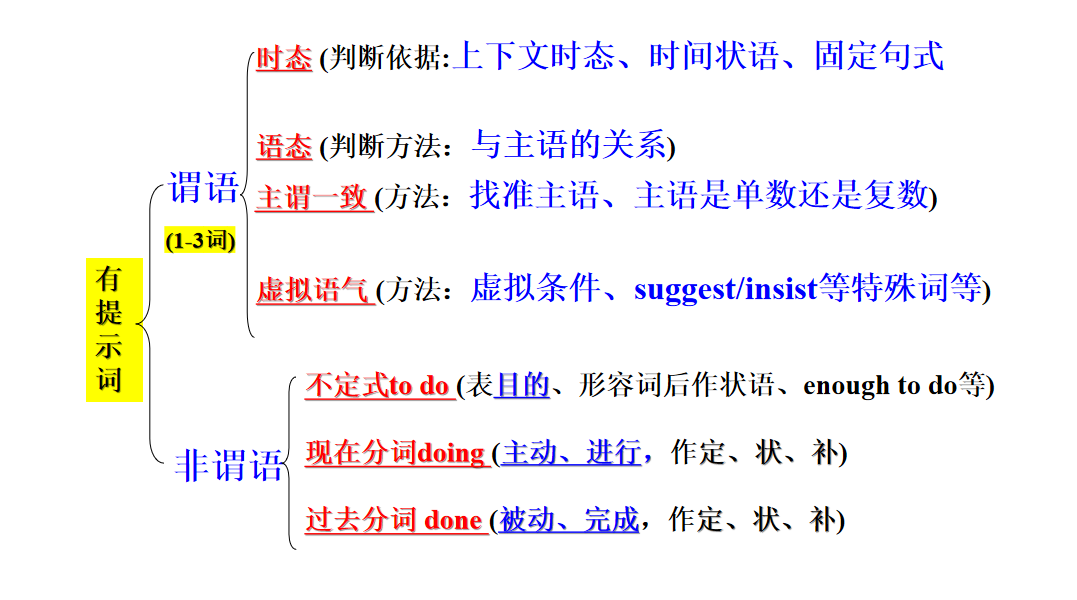 时态 (判断依据:上下文时态、时间状语、固定句式
语态 (判断方法：与主语的关系)
谓语
主谓一致 (方法：找准主语、主语是单数还是复数)
(1-3词)
有
提
示
词
虚拟语气 (方法：虚拟条件、suggest/insist等特殊词等)
不定式to do (表目的、形容词后作状语、enough to do等)
非谓语
现在分词doing (主动、进行，作定、状、补)
过去分词 done (被动、完成，作定、状、补)